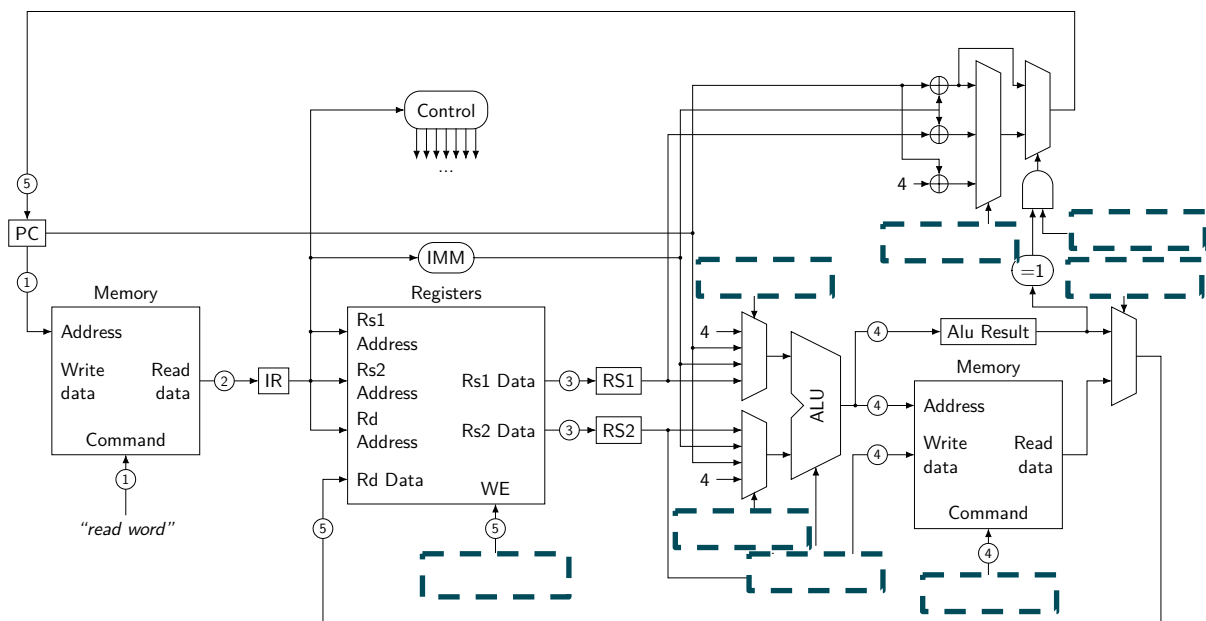 Control
...
5
4
PC
IMM
=1
1
Memory
Registers
Address
Write
data
Read
data
Command
2
IR
1
“read word”
Rs1
Address
Rs2
Address
Rd
Address
Rd Data
Rs1 Data
Rs2 Data
WE
3
RS1
3
RS2
5
5
4
4
ALU
4
Alu Result
4
4
Memory
Address
Write
data
Read
data
Command
4